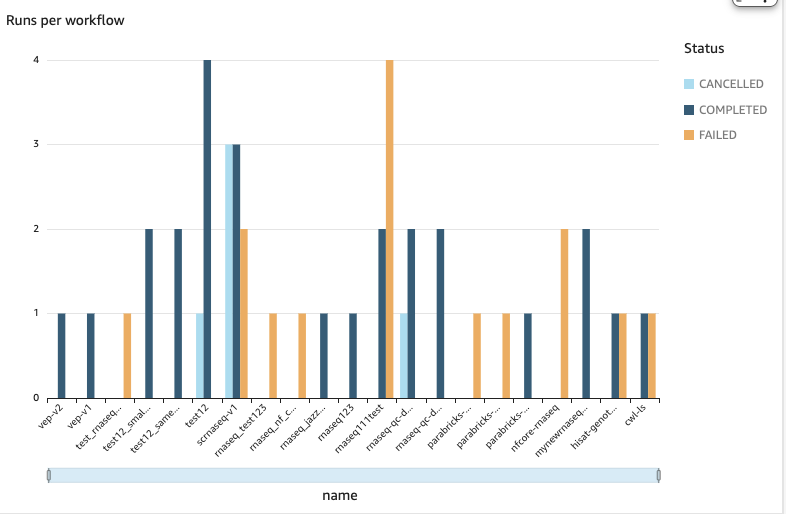 Runs per workflow
Status
CANCELLED
COMPLETED
FAILED
4
3
2
1
0
vep-v2
vep-v1
test_rnaseq...
test12_smal...
test12_same...
test12
scrnaseq-v1
rnaseq_test123
rnaseq_nf_c...
rnaseq_jazz...
rnaseq123
rnaseq111test
rnaseq-qc-d...
rnaseq-qc-d...
parabricks-...
parabricks-...
parabricks-...
nfcore-rnaseq
mynewrnaseq...
hisat-genot...
cwl-ls
name